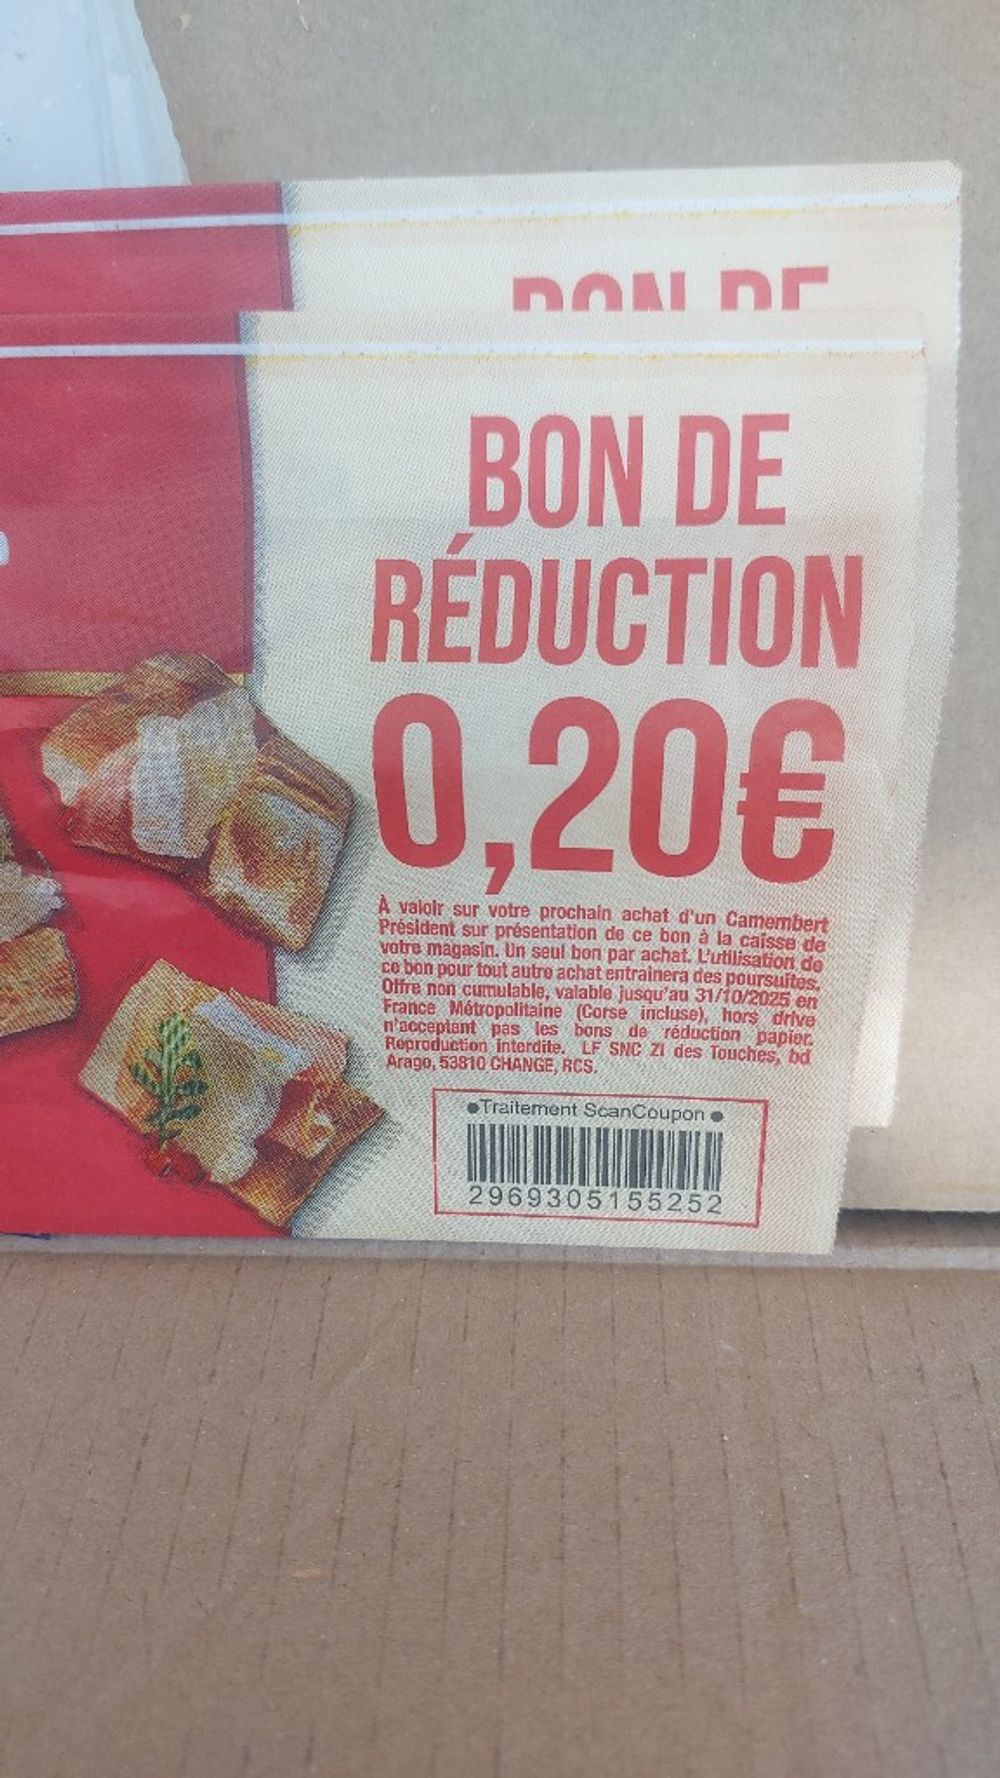 BON DE
BON DE
RÉDUCTION
0,20€
À valoir sur votre prochain achat d'un Camembert
Président sur présentation de ce bon à la caisse de
votre magasin. Un seul bon par achat. L'utilisation de
ce bon pour tout autre achat entrainera des poursuites.
Offre non cumulable, valable jusqu'au 31/10/2025 en
France Métropolitaine (Corse incluse), hors drive
n'acceptant pas les bons de réduction papier.
Reproduction interdite. LF SNC ZI des Touches, bd
Arago, 53810 CHANGE, RCS.
Traitement ScanCoupon
2969305155252